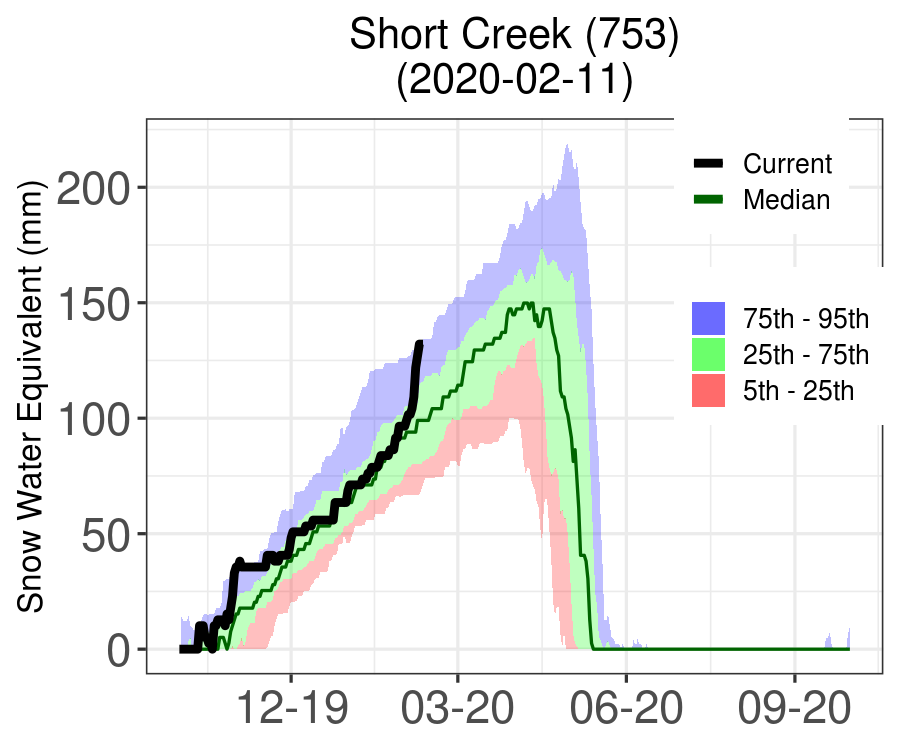 Short Creek (753)
(2020-02-11)
Snow Water Equivalent (mm)
200
150
100
50
0
12-19
03-20
06-20
09-20
Current
Median
75th - 95th
25th - 75th
5th - 25th